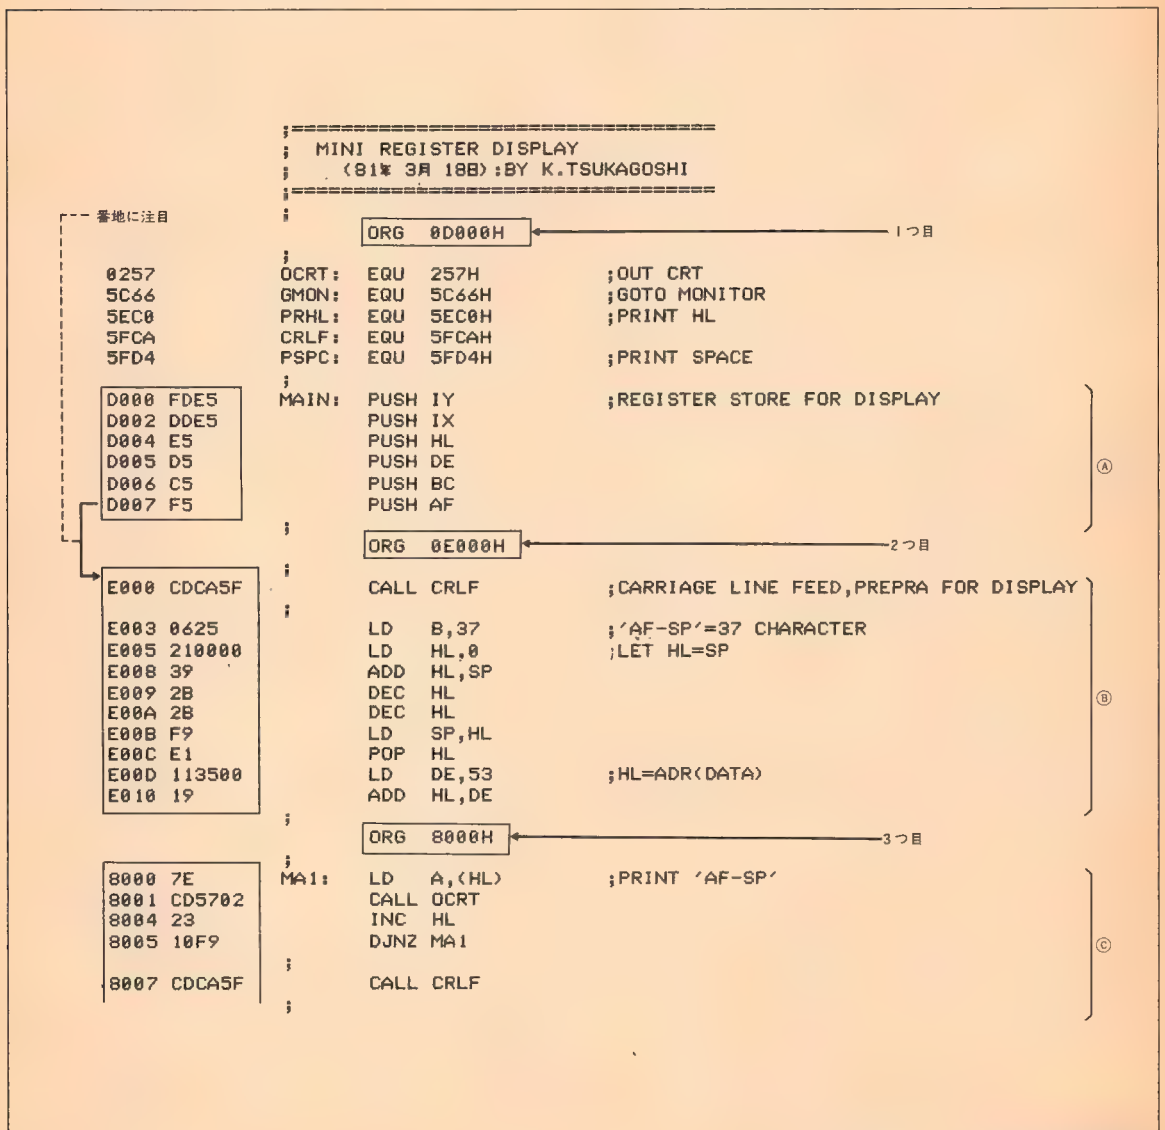 ;====================================
; MINI REGISTER DISPLAY
; (81年 3月 18日):BY K.TSUKAGOSHI
;====================================
番地に注目 ;
ORG 0D000H 1つ目
;
0257 OCRT: EQU 257H ;OUT CRT
5C66 GMON: EQU 5C66H ;GOTO MONITOR
5EC0 PRHL: EQU 5EC0H ;PRINT HL
5FCA CRLF: EQU 5FCAH
5FD4 PSPC: EQU 5FD4H ;PRINT SPACE
;
D000 FDE5 MAIN: PUSH IY ;REGISTER STORE FOR DISPLAY
D002 DDE5 PUSH IX
D004 E5 PUSH HL
D005 D5 PUSH DE
D006 C5 PUSH BC
D007 F5 PUSH AF
Ⓐ
;
ORG 0E000H 2つ目
;
E000 CDCA5F CALL CRLF ;CARRIAGE LINE FEED,PREPRA FOR DISPLAY
;
E003 0625 LD B,37 ;'AF-SP'=37 CHARACTER
E005 210000 LD HL,0 ;LET HL=SP
E008 39 ADD HL,SP
E009 2B DEC HL
E00A 2B DEC HL
E00B F9 LD SP,HL
E00C E1 POP HL
E00D 113500 LD DE,53 ;HL=ADR(DATA)
E010 19 ADD HL,DE
Ⓑ
;
ORG 8000H 3つ目
;
8000 7E MA1: LD A,(HL) ;PRINT 'AF-SP'
8001 CD5702 CALL OCRT
8004 23 INC HL
8005 10F9 DJNZ MA1
;
8007 CDCA5F CALL CRLF
;
Ⓒ